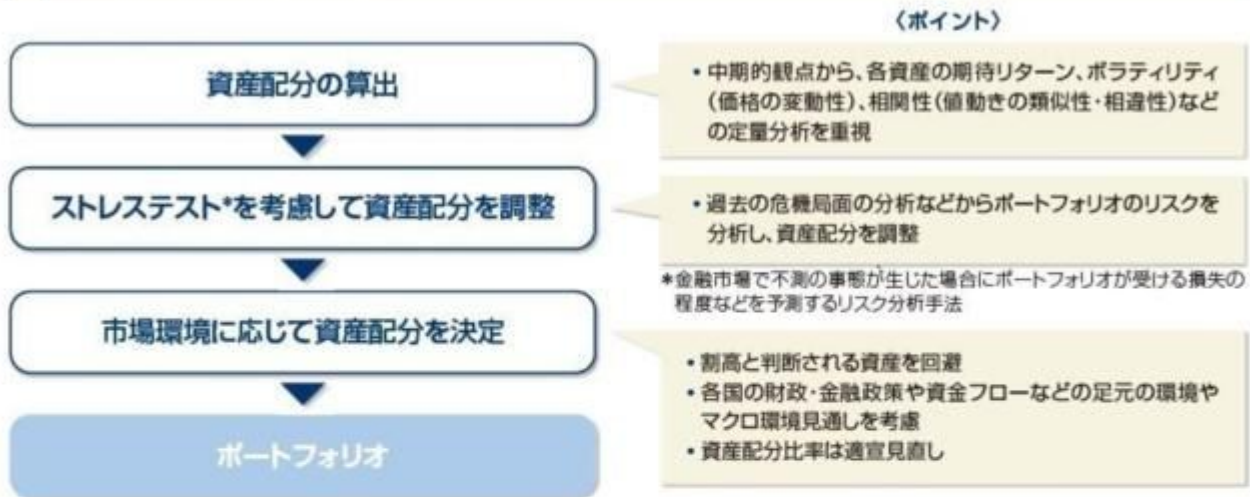 〈ポイント〉
資産配分の算出
• 中期的観点から、各資産の期待リターン、ボラティリティ
(価格の変動性)、相関性(値動きの類似性・相違性)など
の定量分析を重視
ストレステスト*を考慮して資産配分を調整
• 過去の危機局面の分析などからポートフォリオのリスクを
分析し、資産配分を調整
*金融市場で不測の事態が生じた場合にポートフォリオが受ける損失の
程度などを予測するリスク分析手法
市場環境に応じて資産配分を決定
• 割高と判断される資産を回避
• 各国の財政・金融政策や資金フローなどの足元の環境や
マクロ環境見通しを考慮
• 資産配分比率は適宜見直し
ポートフォリオ